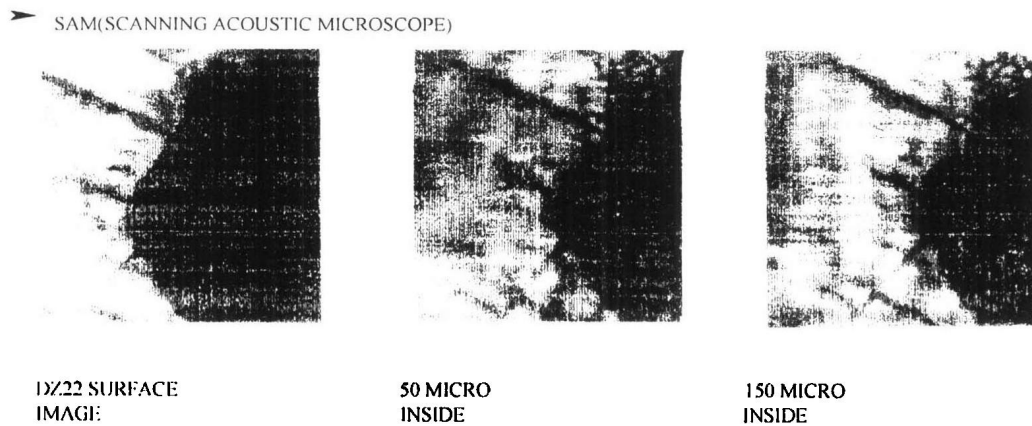 SAM(SCANNING ACOUSTIC MICROSCOPE)
DZ22 SURFACE
IMAGE
50 MICRO
INSIDE
150 MICRO
INSIDE